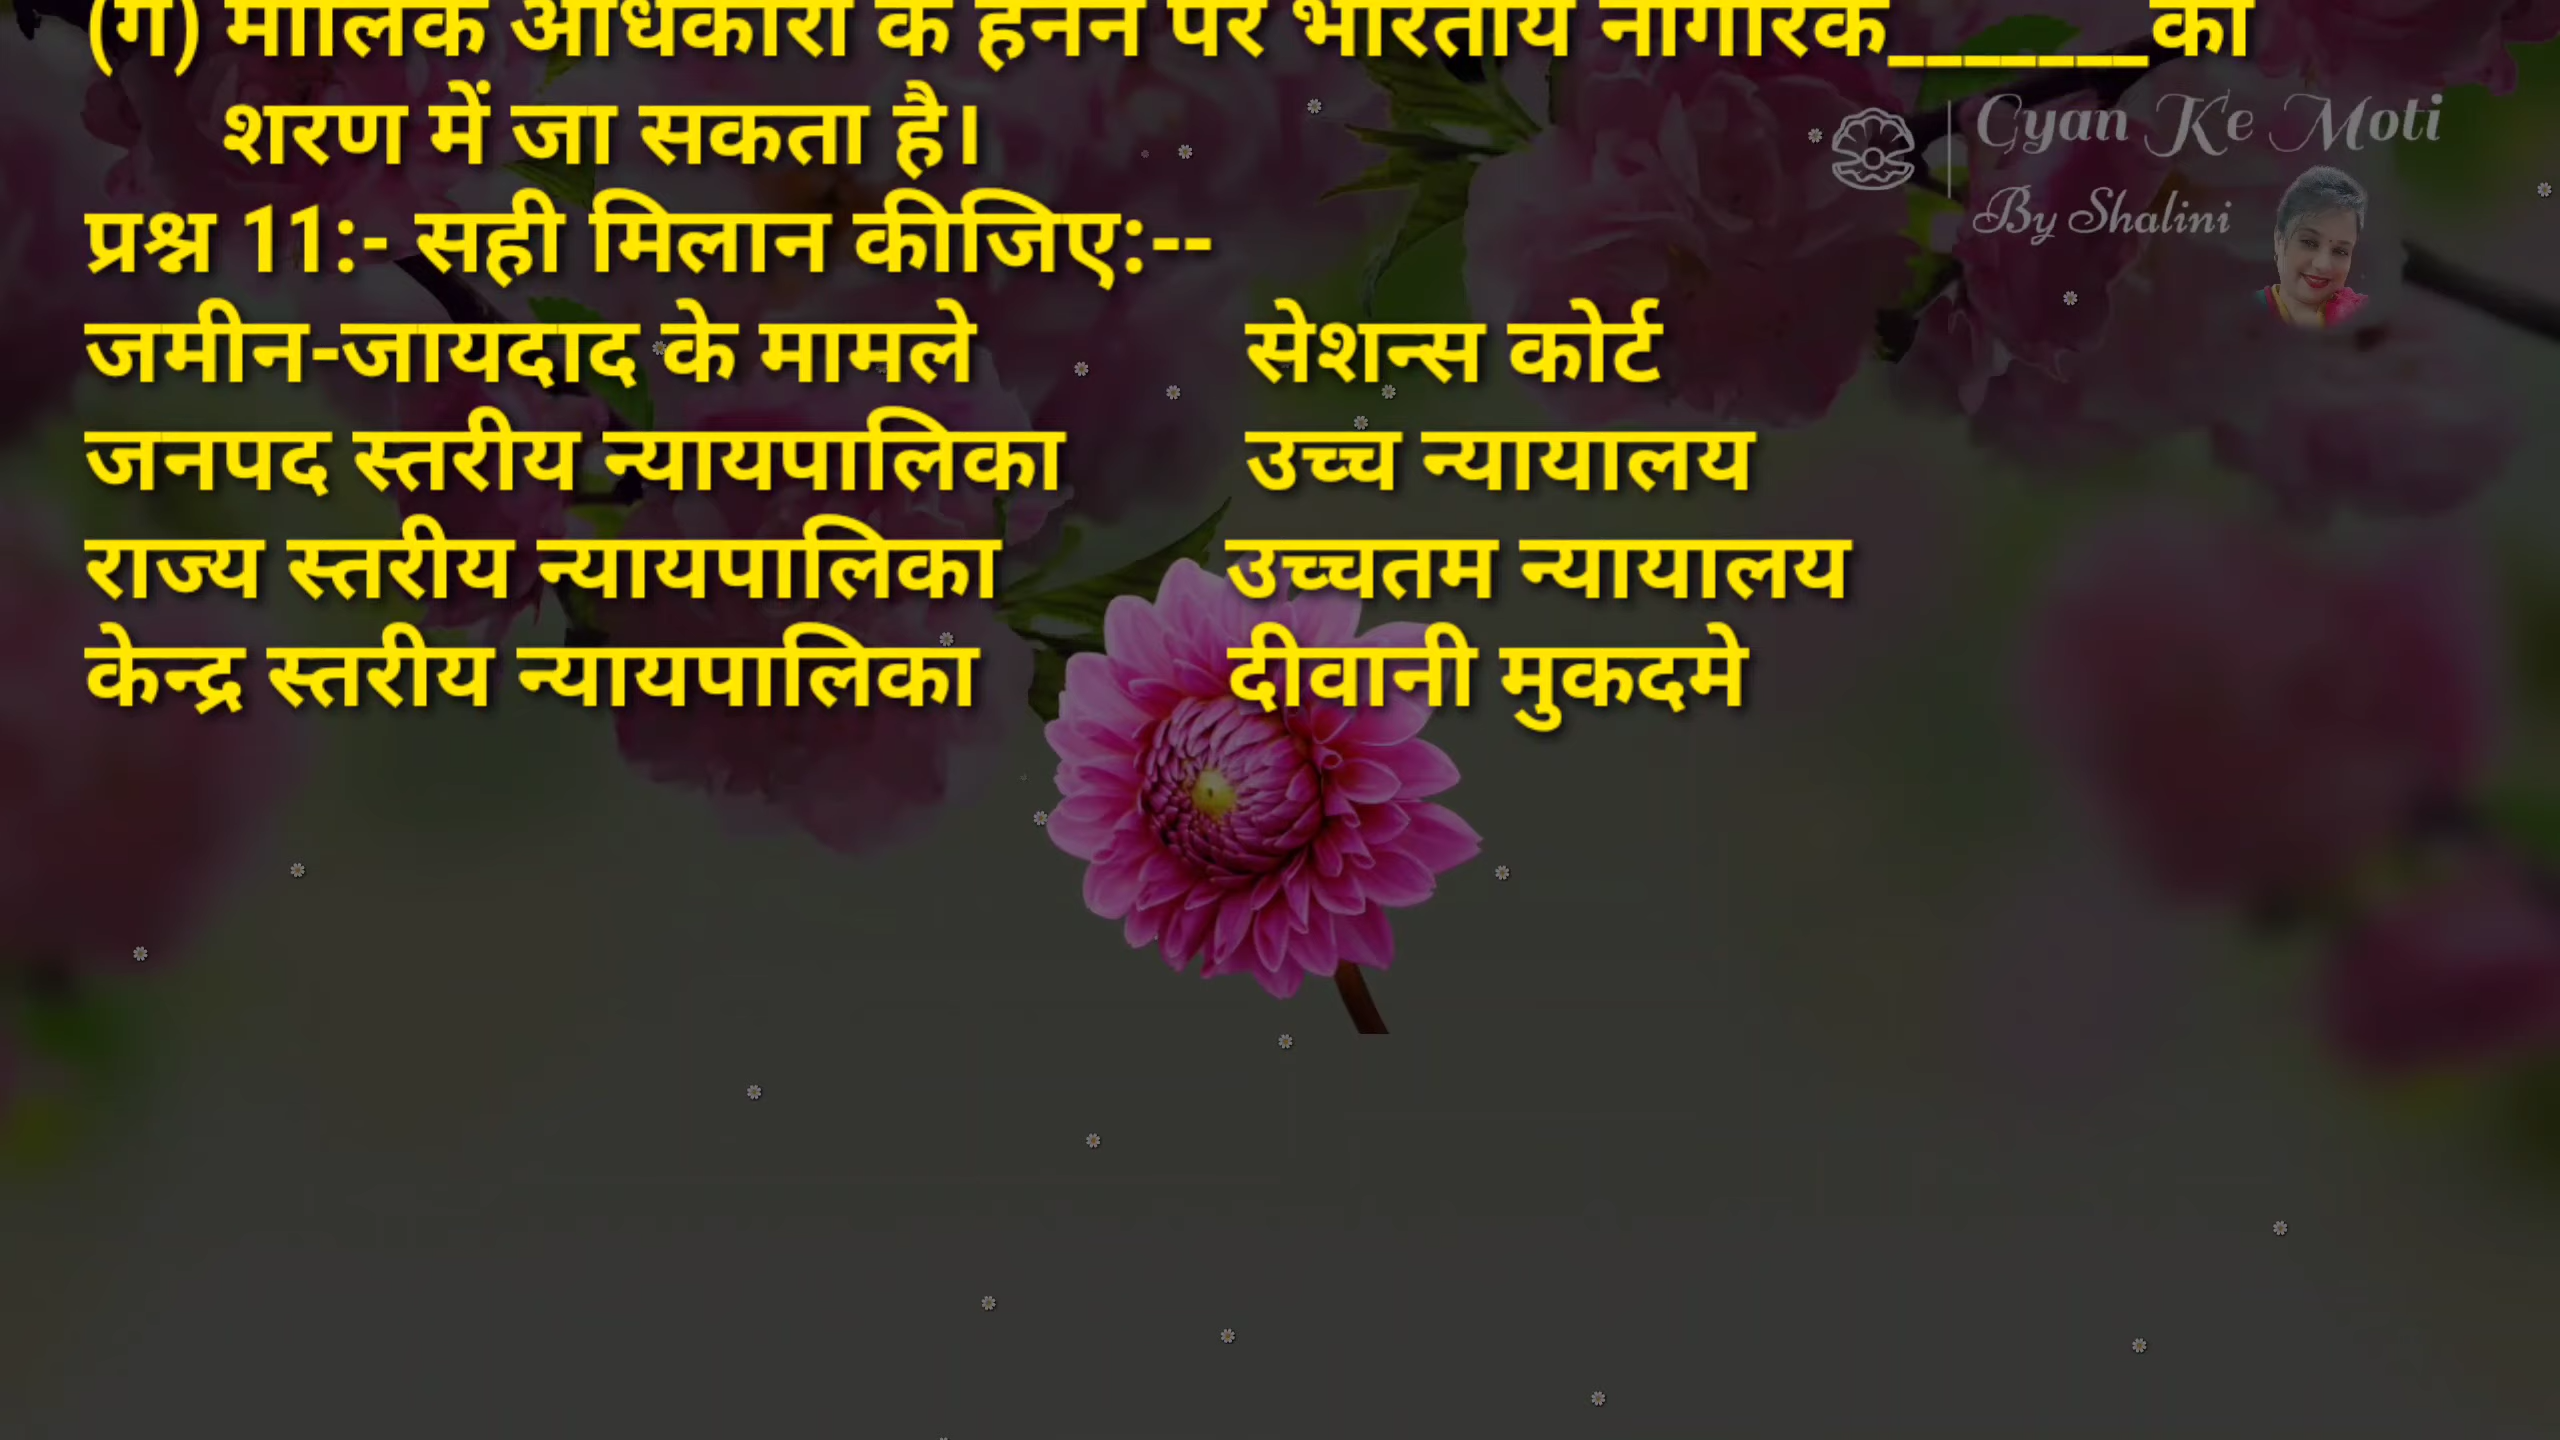 (ग) मौलिक अधिकारों के हनन पर भारतीय नागरिक_______की
शरण में जा सकता है।
Gyan Ke Moti
By Shalini
प्रश्न 11:- सही मिलान कीजिए:--
जमीन-जायदाद के मामले सेशन्स कोर्ट
जनपद स्तरीय न्यायपालिका उच्च न्यायालय
राज्य स्तरीय न्यायपालिका उच्चतम न्यायालय
केन्द्र स्तरीय न्यायपालिका दीवानी मुकदमे